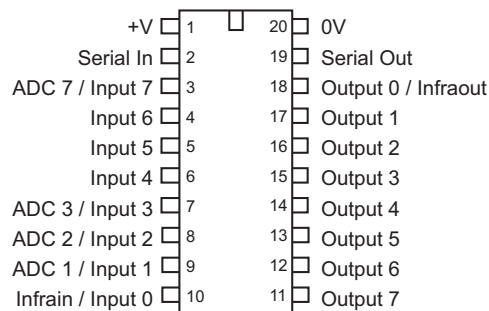 +V 1 20 0V
Serial In 2 19 Serial Out
ADC 7 / Input 7 3 18 Output 0 / Infraout
Input 6 4 17 Output 1
Input 5 5 16 Output 2
Input 4 6 15 Output 3
ADC 3 / Input 3 7 14 Output 4
ADC 2 / Input 2 8 13 Output 5
ADC 1 / Input 1 9 12 Output 6
Infrain / Input 0 10 11 Output 7